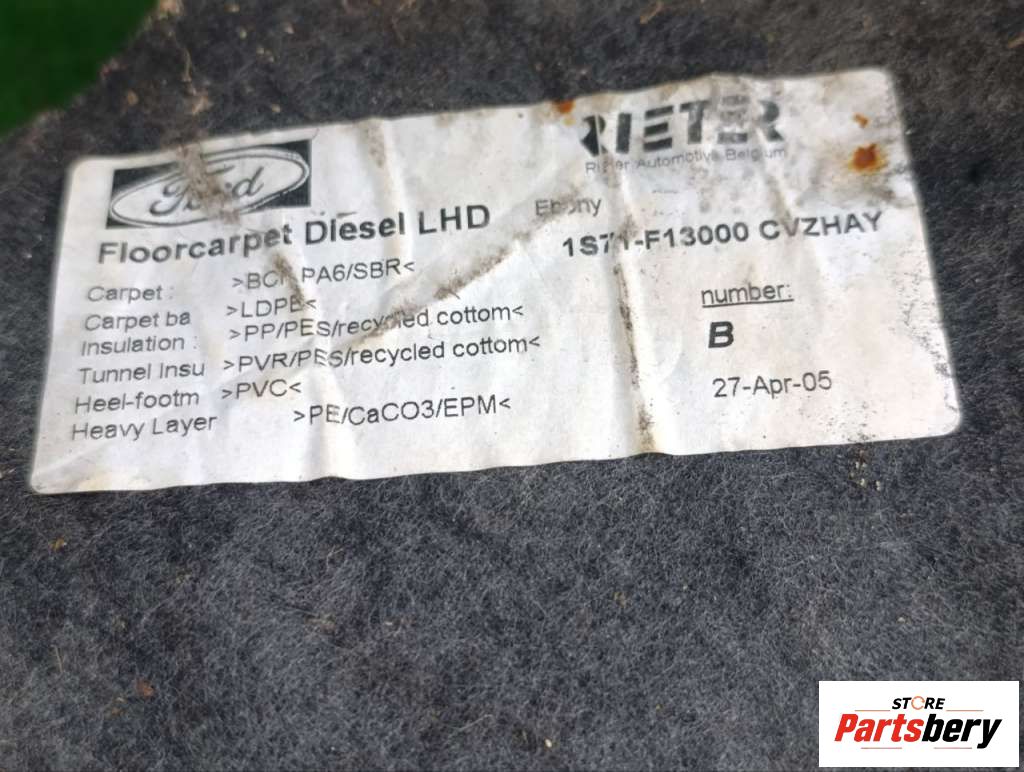 Ford
RIETER
Rieter Automotive Belgium
Floorcarpet Diesel LHD
Ebony
1S71-F13000 CVZHAY
Carpet : >BCF PA6/SBR<
Carpet ba >LDPE<
Insulation : >PP/PES/recycled cottom<
Tunnel Insu >PVR/PES/recycled cottom<
Heel-footm >PVC<
Heavy Layer >PE/CaCO3/EPM<
number:
B
27-Apr-05
STORE
Partsbery